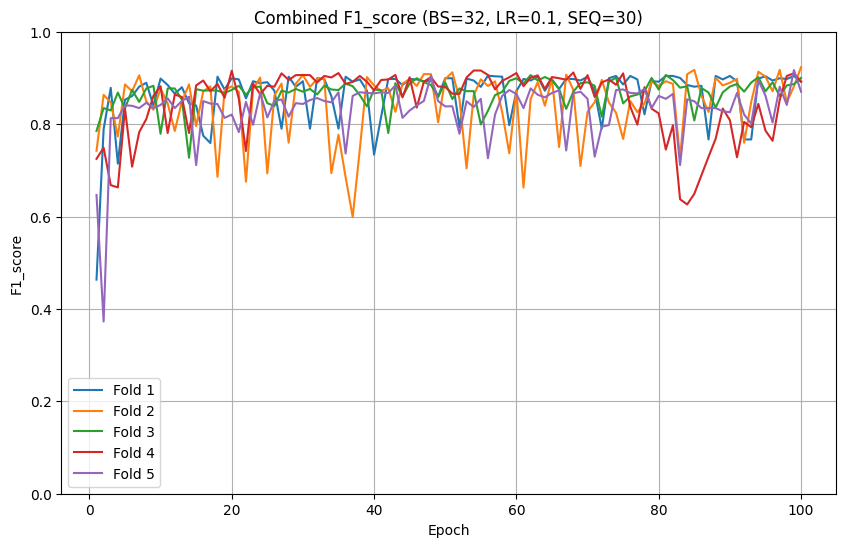 Combined F1_score (BS=32, LR=0.1, SEQ=30)
F1_score
1.0
0.8
0.6
0.4
0.2
0.0
Fold 1
Fold 2
Fold 3
Fold 4
Fold 5
0 20 40 60 80 100
Epoch